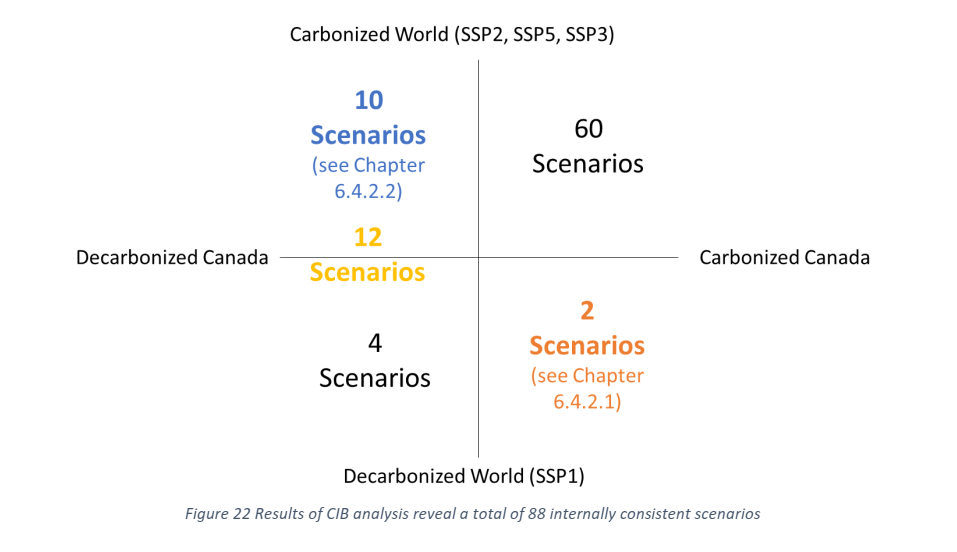 Carbonized World (SSP2, SSP5, SSP3)
10
Scenarios
(see Chapter
6.4.2.2)
60
Scenarios
12
Scenarios
Decarbonized Canada
Carbonized Canada
4
Scenarios
2
Scenarios
(see Chapter
6.4.2.1)
Decarbonized World (SSP1)
Figure 22 Results of CIB analysis reveal a total of 88 internally consistent scenarios